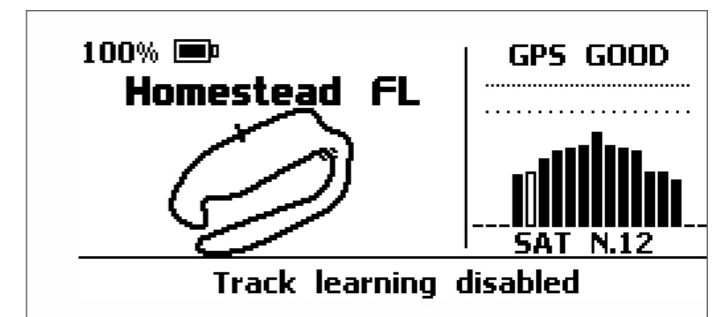 100%
GPS GOOD
Homestead FL
SAT N.12
Track learning disabled